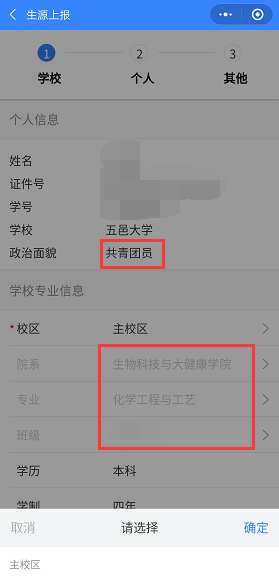 生源上报
1 2 3
学校 个人 其他
个人信息
姓名
证件号
学号
学校 五邑大学
政治面貌 共青团员
学校专业信息
*校区 主校区
院系 生物科技与大健康学院
专业 化学工程与工艺
班级
学历 本科
学制 四年
取消 请选择 确定
主校区